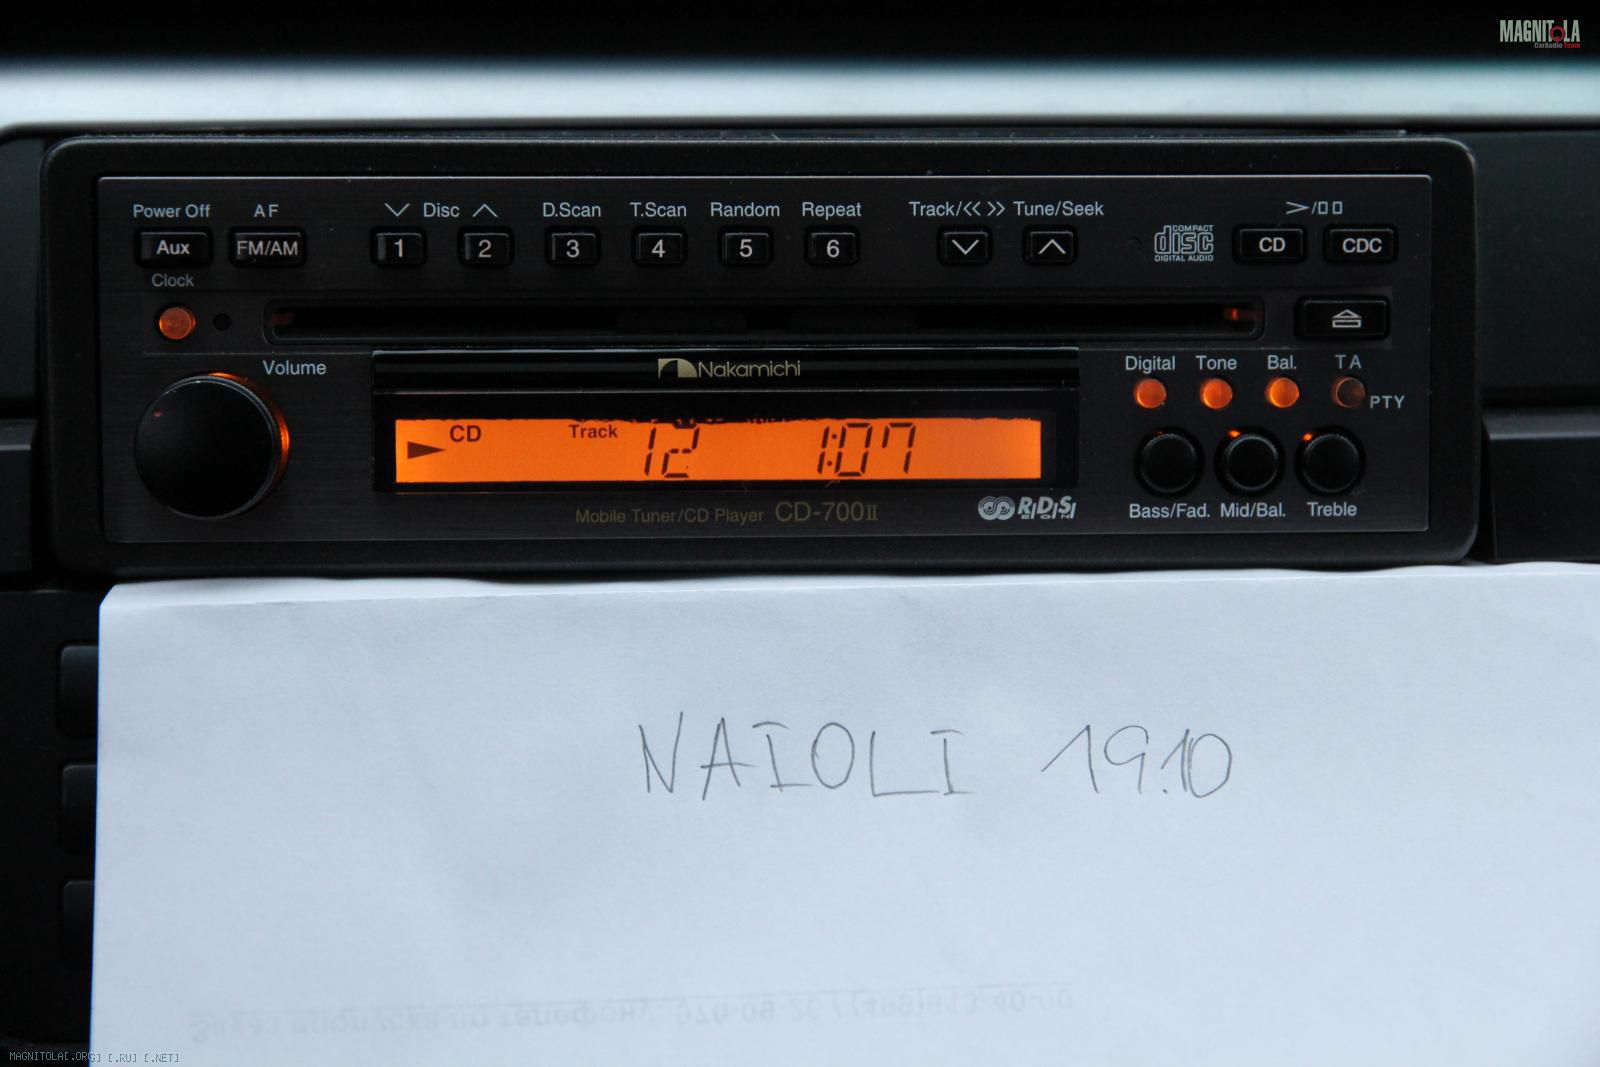 MAGNITOLA
CarAudio Team
Power Off AF Disc D.Scan T.Scan Random Repeat Track/ Tune/Seek
Aux FM/AM 1 2 3 4 5 6 COMPACT disc DIGITAL AUDIO CD CDC
Clock
Volume Nakamichi Digital Tone Bal. TA
PTY
CD Track 12 1:07
Mobile Tuner/CD Player CD-700II RDS EON Bass/Fad. Mid/Bal. Treble
NAIOLI 19.10
MAGNITOLA[.ORG] [.RU] [.NET]